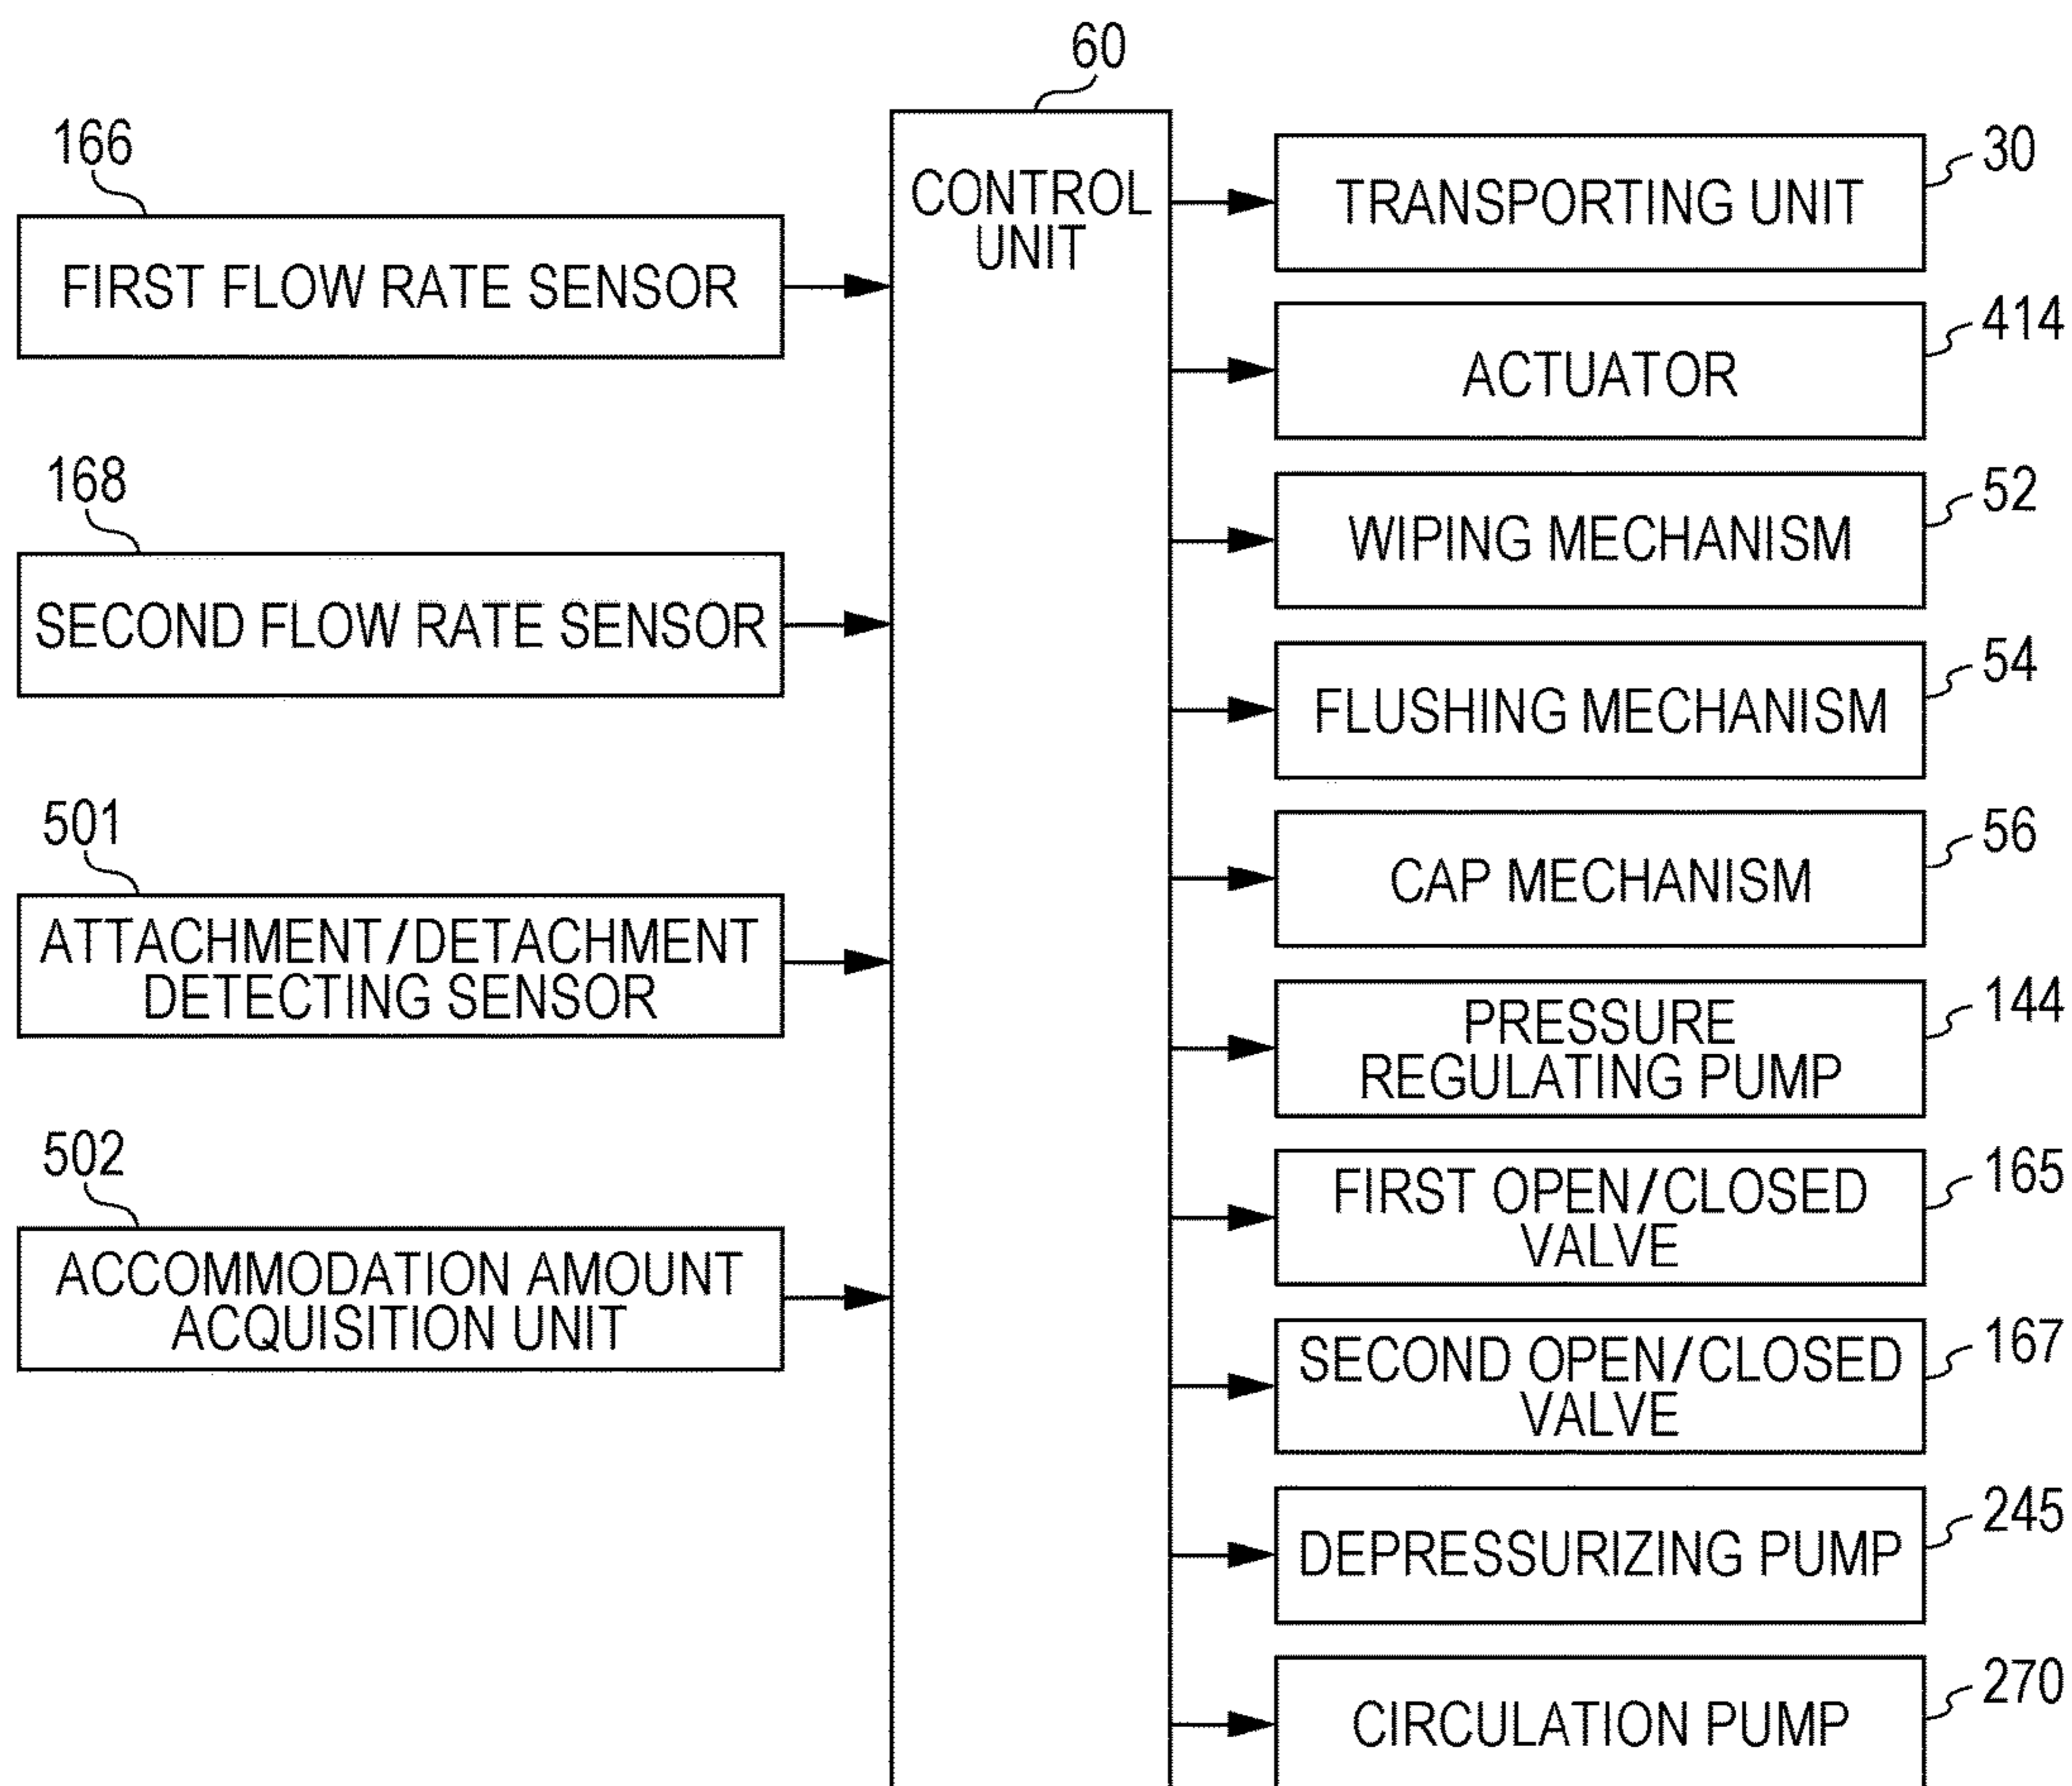 60
166
FIRST FLOW RATE SENSOR
168
SECOND FLOW RATE SENSOR
501
ATTACHMENT/DETACHMENT
DETECTING SENSOR
502
ACCOMMODATION AMOUNT
ACQUISITION UNIT
CONTROL
UNIT
30
TRANSPORTING UNIT
414
ACTUATOR
52
WIPING MECHANISM
54
FLUSHING MECHANISM
56
CAP MECHANISM
144
PRESSURE
REGULATING PUMP
165
FIRST OPEN/CLOSED
VALVE
167
SECOND OPEN/CLOSED
VALVE
245
DEPRESSURIZING PUMP
270
CIRCULATION PUMP